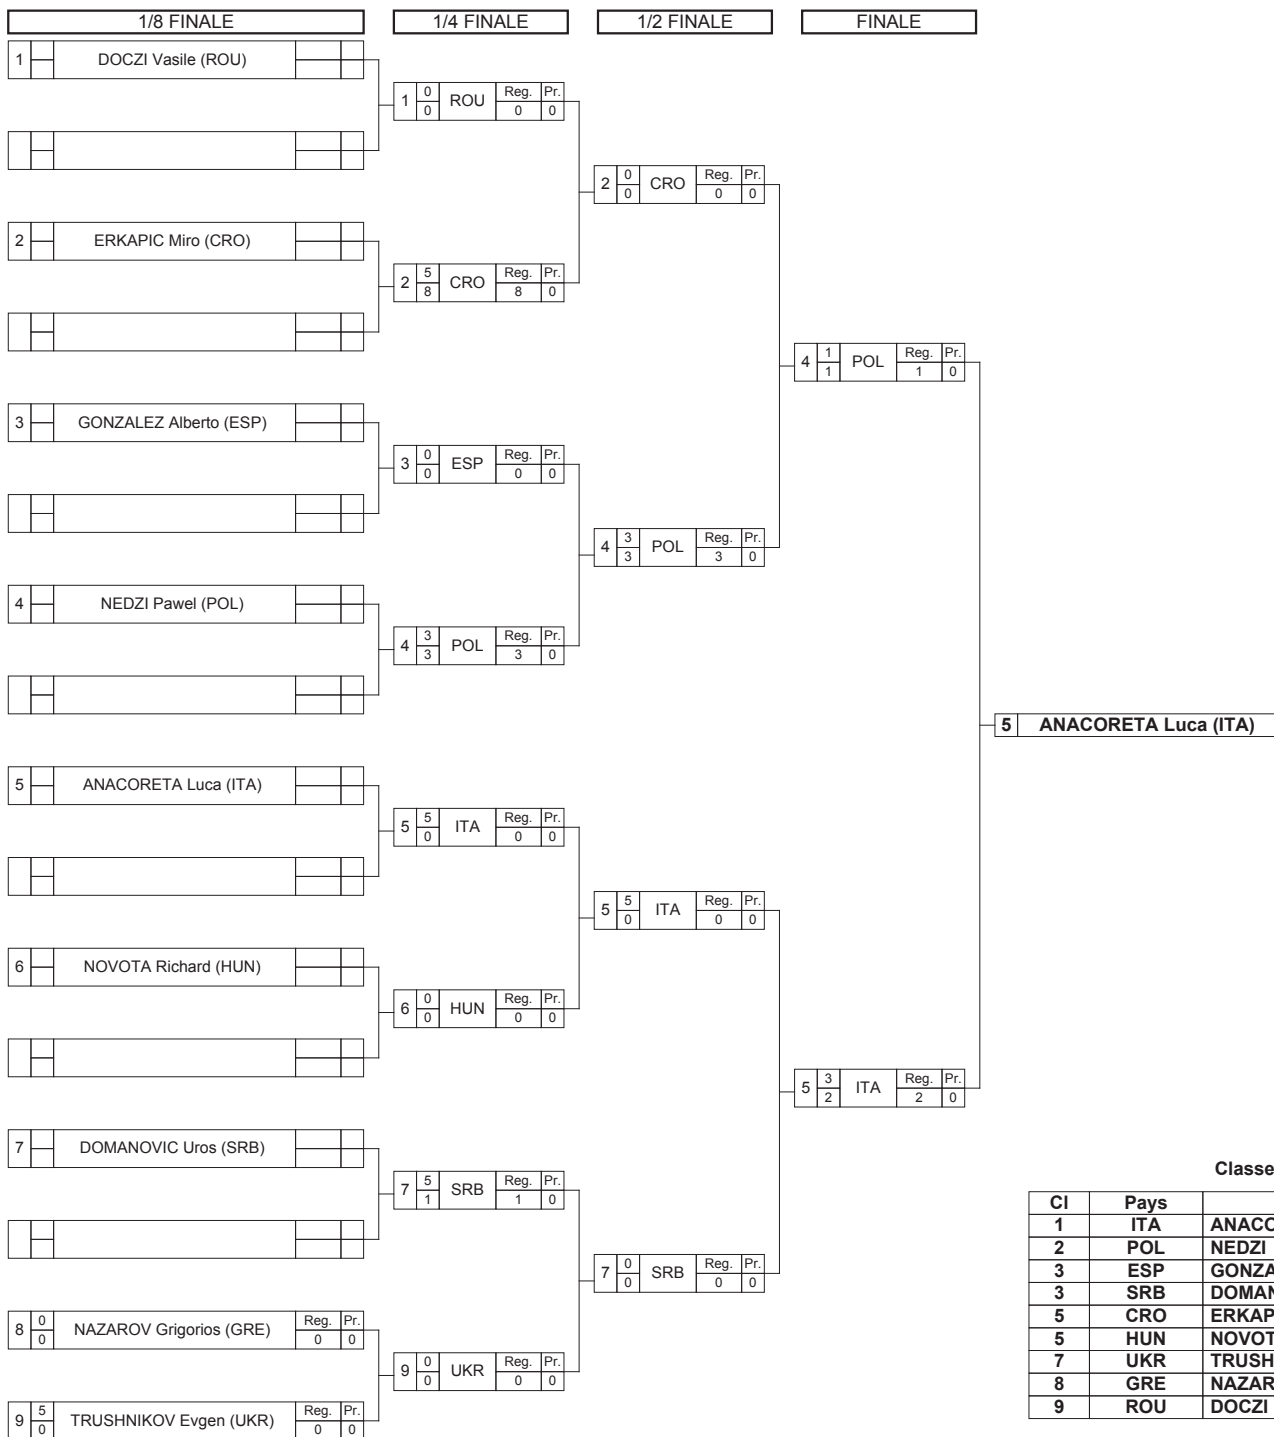 1/8 FINALE 1/4 FINALE 1/2 FINALE FINALE
1 DOCZI Vasile (ROU)
1 0 0 ROU Reg. Pr. 0 0
2 0 0 CRO Reg. Pr. 0 0
2 ERKAPIC Miro (CRO)
2 5 8 CRO Reg. Pr. 8 0
4 1 1 POL Reg. Pr. 1 0
3 GONZALEZ Alberto (ESP)
3 0 0 ESP Reg. Pr. 0 0
4 3 3 POL Reg. Pr. 3 0
4 NEDZI Pawel (POL)
4 3 3 POL Reg. Pr. 3 0
5 ANACORETA Luca (ITA)
5 ANACORETA Luca (ITA)
5 5 0 ITA Reg. Pr. 0 0
5 5 0 ITA Reg. Pr. 0 0
6 NOVOTA Richard (HUN)
6 0 0 HUN Reg. Pr. 0 0
5 3 2 ITA Reg. Pr. 2 0
7 DOMANOVIC Uros (SRB)
7 5 1 SRB Reg. Pr. 1 0
7 0 0 SRB Reg. Pr. 0 0
8 0 0 NAZAROV Grigorios (GRE) Reg. Pr. 0 0
9 0 0 UKR Reg. Pr. 0 0
9 5 0 TRUSHNIKOV Evgen (UKR) Reg. Pr. 0 0
Classe
Cl Pays
1 ITA ANACO
2 POL NEDZI
3 ESP GONZA
3 SRB DOMAN
5 CRO ERKAP
5 HUN NOVOT
7 UKR TRUSH
8 GRE NAZAR
9 ROU DOCZI